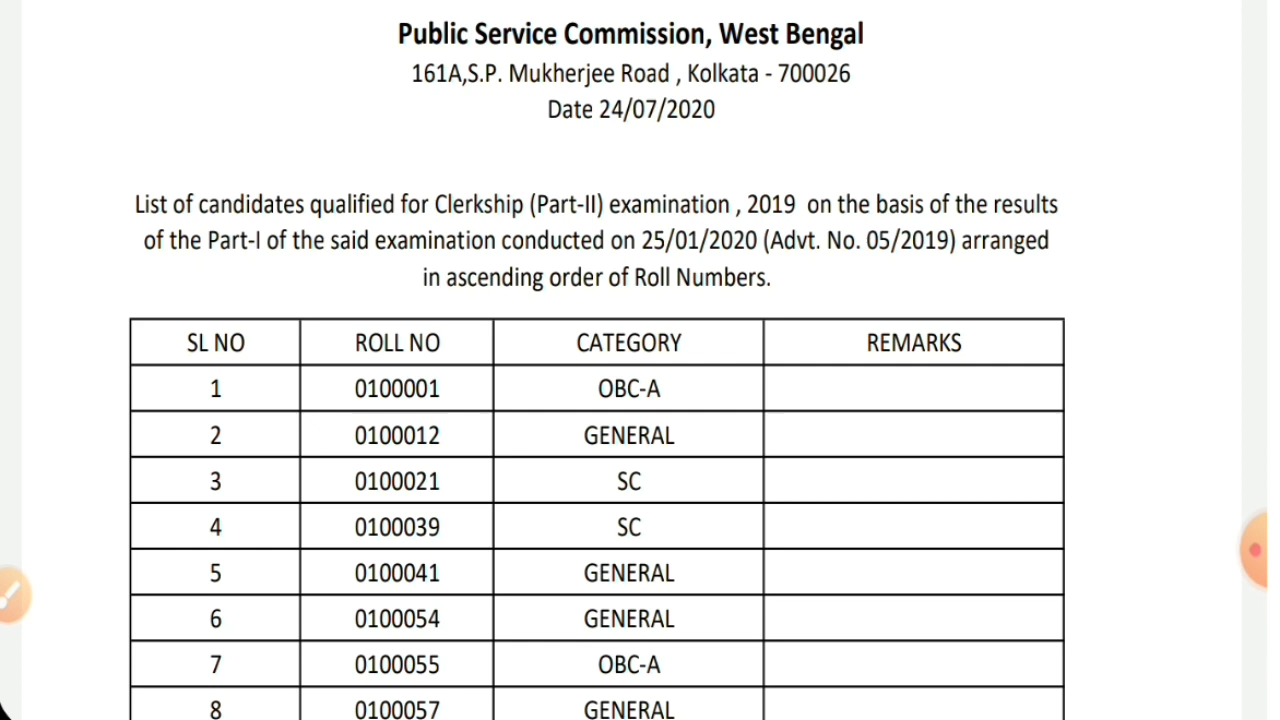 Public Service Commission, West Bengal
161A,S.P. Mukherjee Road , Kolkata - 700026
Date 24/07/2020
List of candidates qualified for Clerkship (Part-II) examination , 2019 on the basis of the results
of the Part-I of the said examination conducted on 25/01/2020 (Advt. No. 05/2019) arranged
in ascending order of Roll Numbers.
SL NO ROLL NO CATEGORY REMARKS
1 0100001 OBC-A
2 0100012 GENERAL
3 0100021 SC
4 0100039 SC
5 0100041 GENERAL
6 0100054 GENERAL
7 0100055 OBC-A
8 0100057 GENERAL